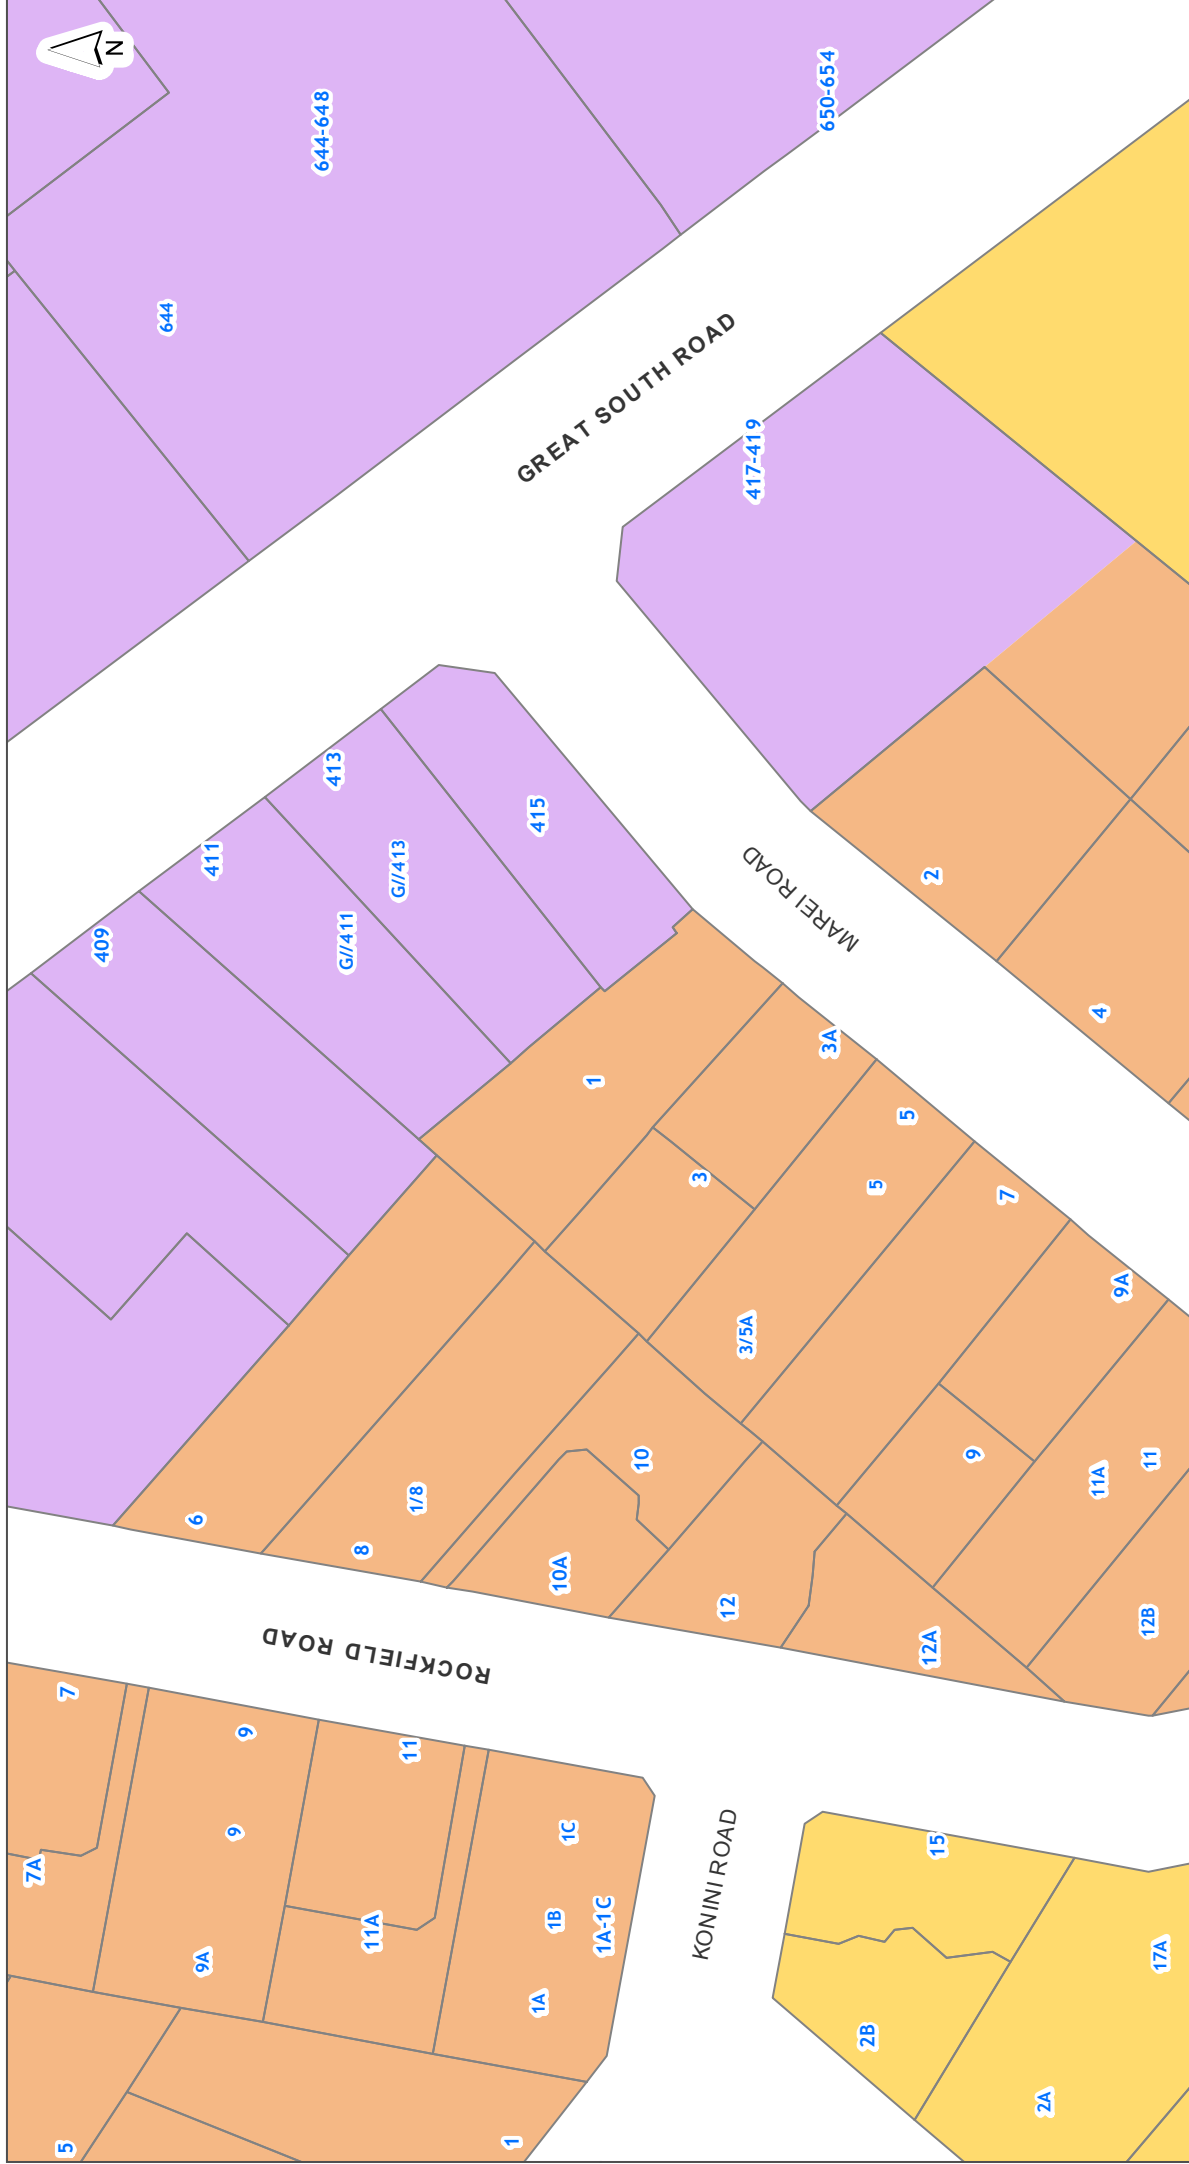 N
644-648
650-654
644
GREAT SOUTH ROAD
417-419
413
415
411
G//413
409
G//411
MAREI ROAD
2
4
1
3A
3
5
5
7
9A
3/5A
10
9
11
11A
1/8
6
8
10A
12
12A
12B
ROCKFIELD ROAD
7
9
11
9
7A
1C
KONINI ROAD
15
11A
1B
1A-1C
9A
1A
17A
2B
2A
5
1